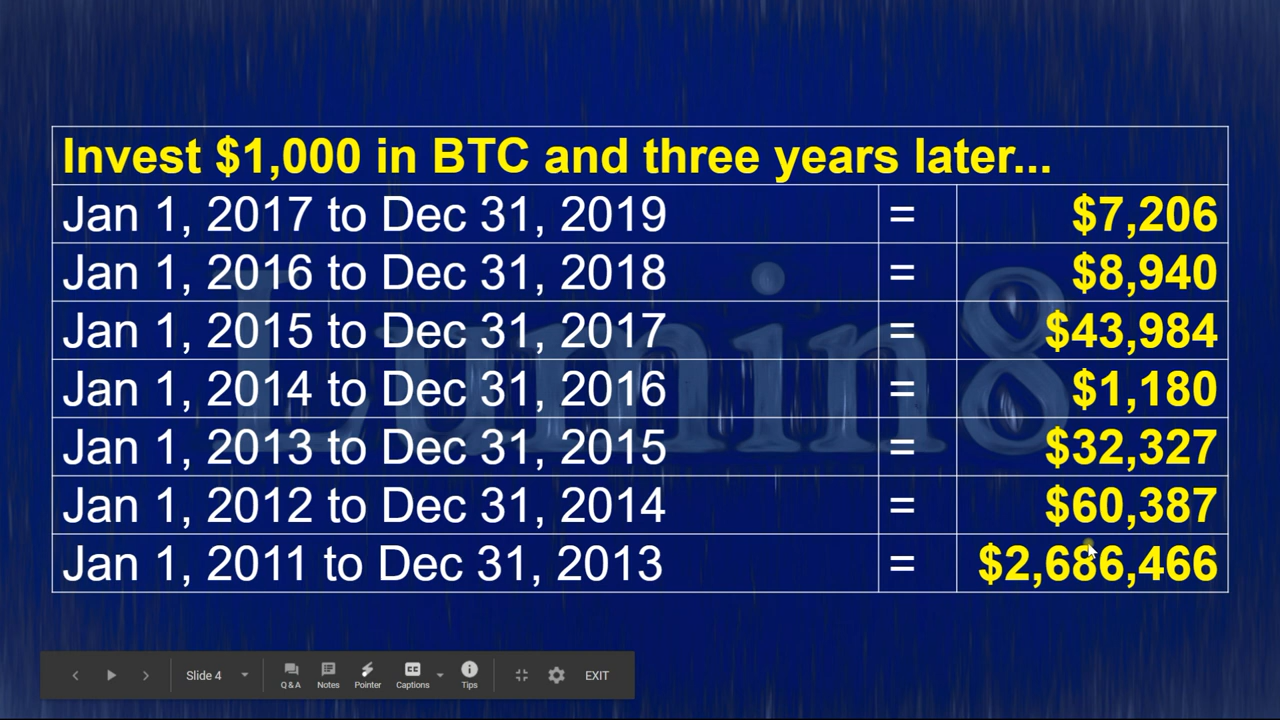 Invest $1,000 in BTC and three years later...
Jan 1, 2017 to Dec 31, 2019 = $7,206
Jan 1, 2016 to Dec 31, 2018 = $8,940
Jan 1, 2015 to Dec 31, 2017 = $43,984
Jan 1, 2014 to Dec 31, 2016 = $1,180
Jan 1, 2013 to Dec 31, 2015 = $32,327
Jan 1, 2012 to Dec 31, 2014 = $60,387
Jan 1, 2011 to Dec 31, 2013 = $2,686,466
Lumin8
Slide 4 Q&A Notes Pointer CC Captions Tips EXIT